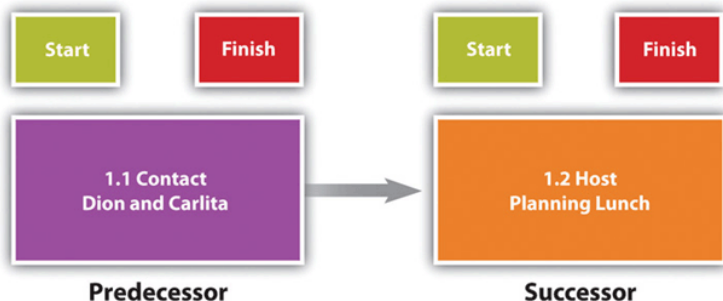 Start
Finish
Start
Finish
1.1 Contact
Dion and Carlita
1.2 Host
Planning Lunch
Predecessor
Successor